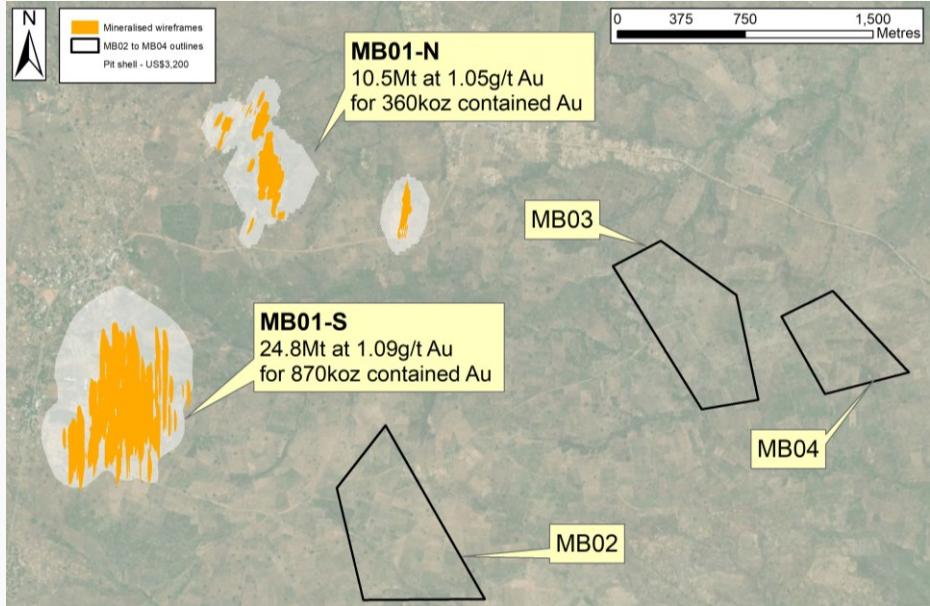 N
Mineralised wireframes
MB02 to MB04 outlines
Pit shell - US$3,200
0 375 750 1,500
Metres
MB01-N
10.5Mt at 1.05g/t Au
for 360koz contained Au
MB03
MB01-S
24.8Mt at 1.09g/t Au
for 870koz contained Au
MB04
MB02